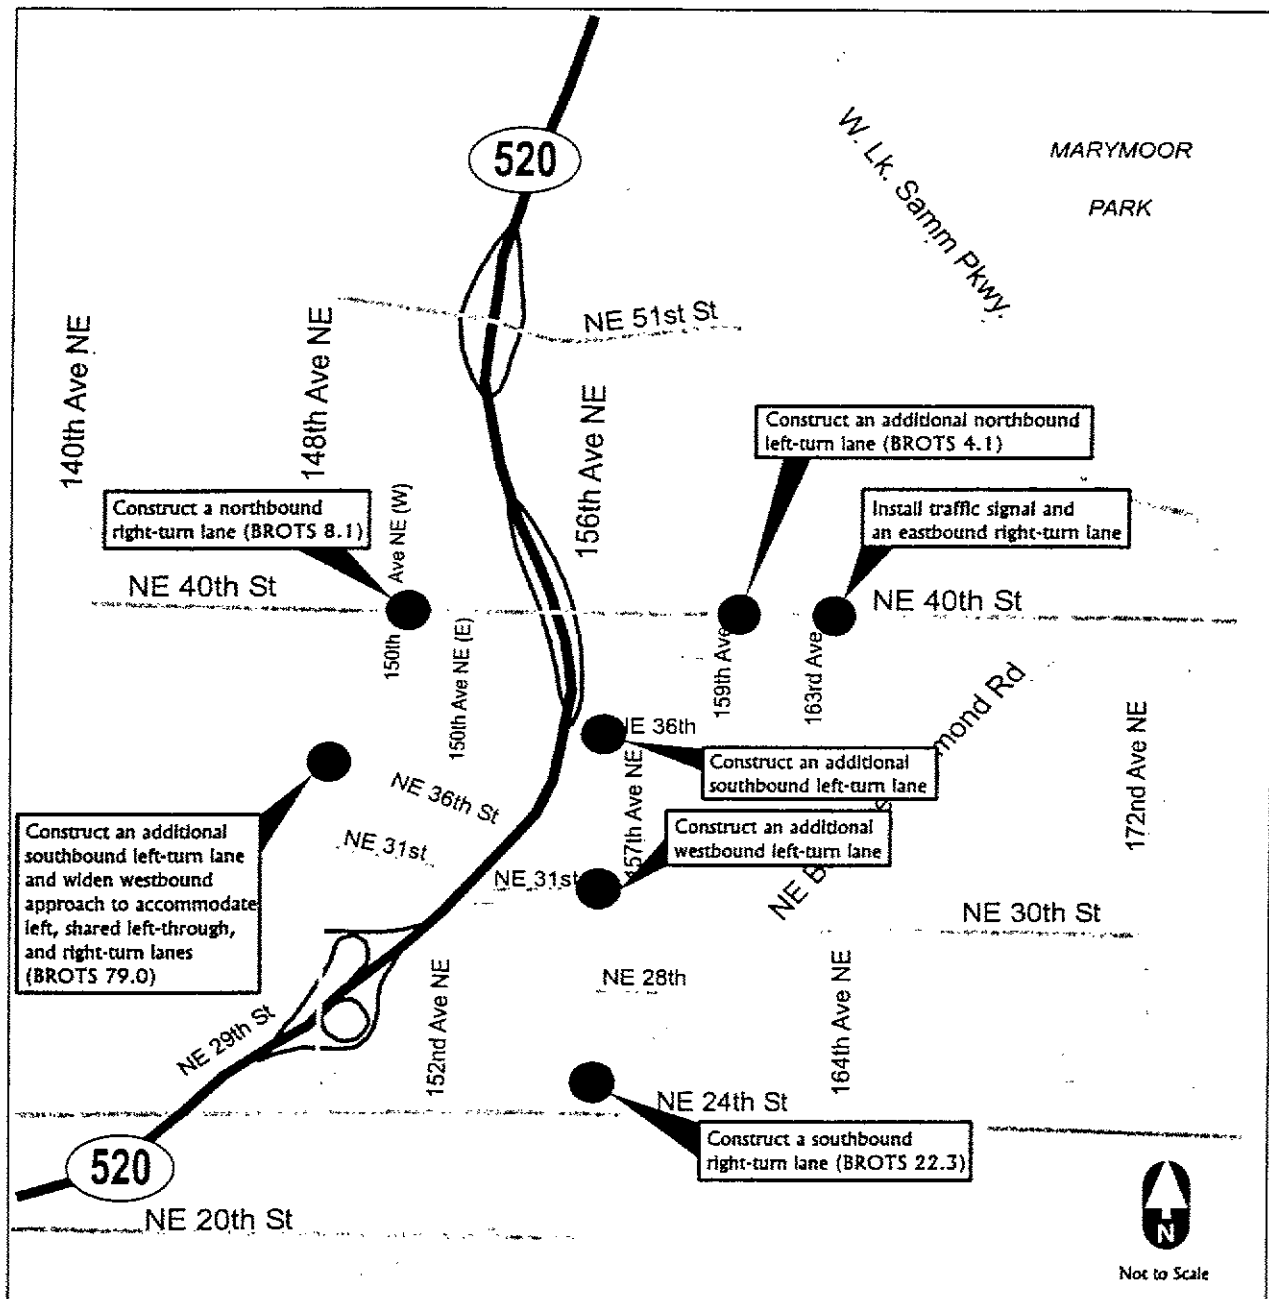 520
W. Lk. Samm Pkwy.
MARYMOOR
PARK
NE 51st St
140th Ave NE
148th Ave NE
156th Ave NE
Construct an additional northbound
left-turn lane (BROTS 4.1)
Construct a northbound
right-turn lane (BROTS 8.1)
Install traffic signal and
an eastbound right-turn lane
150th Ave NE (W)
NE 40th St
NE 40th St
150th Ave NE (E)
159th Ave
163rd Ave
172nd Ave NE
NE 36th St
Construct an additional
southbound left-turn lane
157th Ave NE
Construct an additional
southbound left-turn lane
and widen westbound
approach to accommodate
left, shared left-through,
and right-turn lanes
(BROTS 79.0)
NE 31st
Construct an additional
westbound left-turn lane
NE 31st
NE 30th St
NE 28th
NE 29th St
152nd Ave NE
164th Ave NE
NE 24th St
Construct a southbound
right-turn lane (BROTS 22.3)
520
NE 20th St
N
Not to Scale